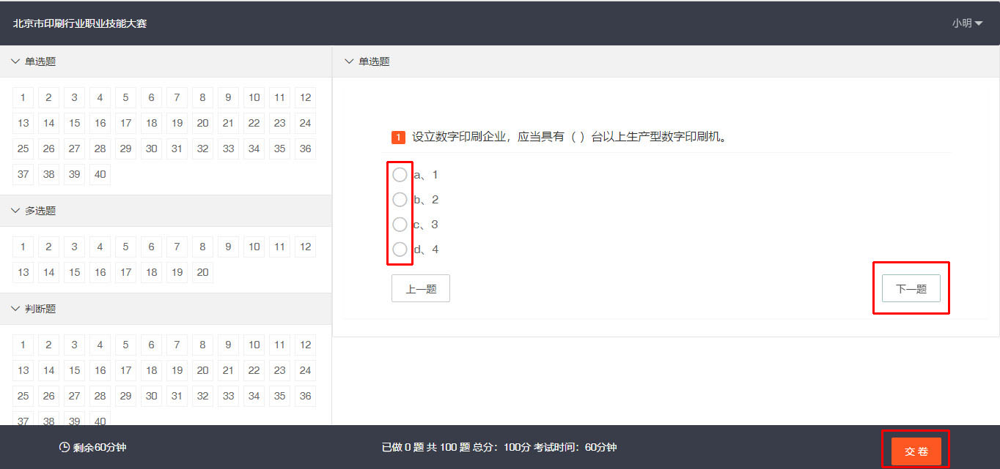 北京市印刷行业职业技能大赛
小明
单选题
1 2 3 4 5 6 7 8 9 10 11 12
13 14 15 16 17 18 19 20 21 22 23 24
25 26 27 28 29 30 31 32 33 34 35 36
37 38 39 40
多选题
1 2 3 4 5 6 7 8 9 10 11 12
13 14 15 16 17 18 19 20
判断题
1 2 3 4 5 6 7 8 9 10 11 12
13 14 15 16 17 18 19 20 21 22 23 24
25 26 27 28 29 30 31 32 33 34 35 36
37 38 39 40
单选题
1 设立数字印刷企业，应当具有（ ）台以上生产型数字印刷机。
a、1
b、2
c、3
d、4
上一题 下一题
剩余60分钟
已做 0 题 共 100 题 总分：100分 考试时间：60分钟
交 卷